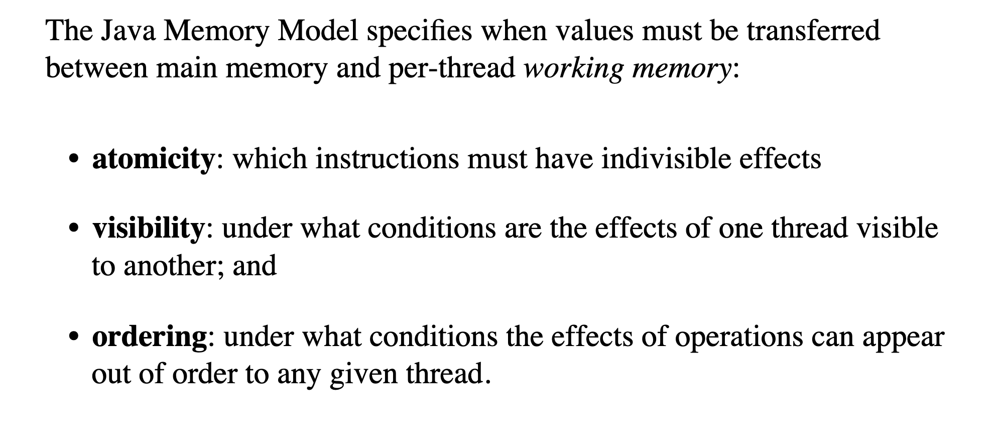 The Java Memory Model specifies when values must be transferred
between main memory and per-thread working memory:
• atomicity: which instructions must have indivisible effects
• visibility: under what conditions are the effects of one thread visible
to another; and
• ordering: under what conditions the effects of operations can appear
out of order to any given thread.